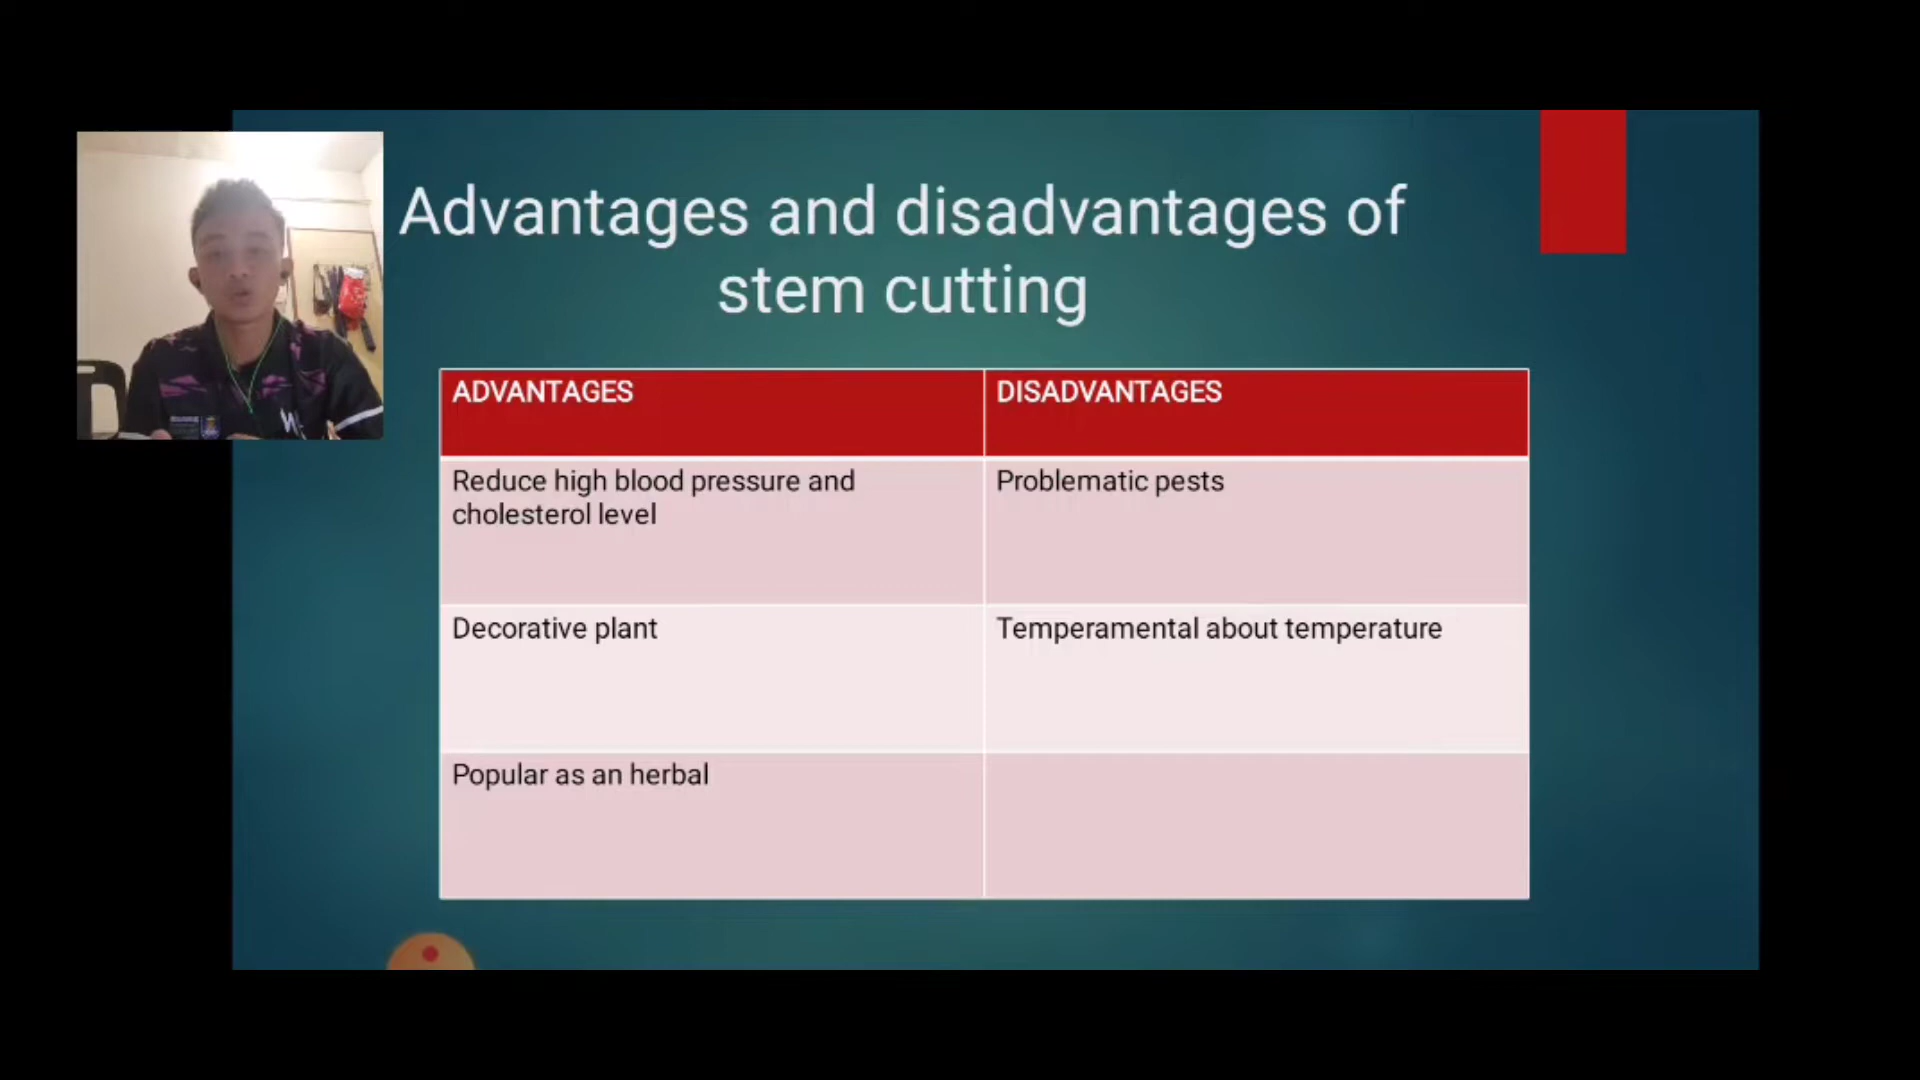 Advantages and disadvantages of
stem cutting
ADVANTAGES
DISADVANTAGES
Reduce high blood pressure and
cholesterol level
Problematic pests
Decorative plant
Temperamental about temperature
Popular as an herbal